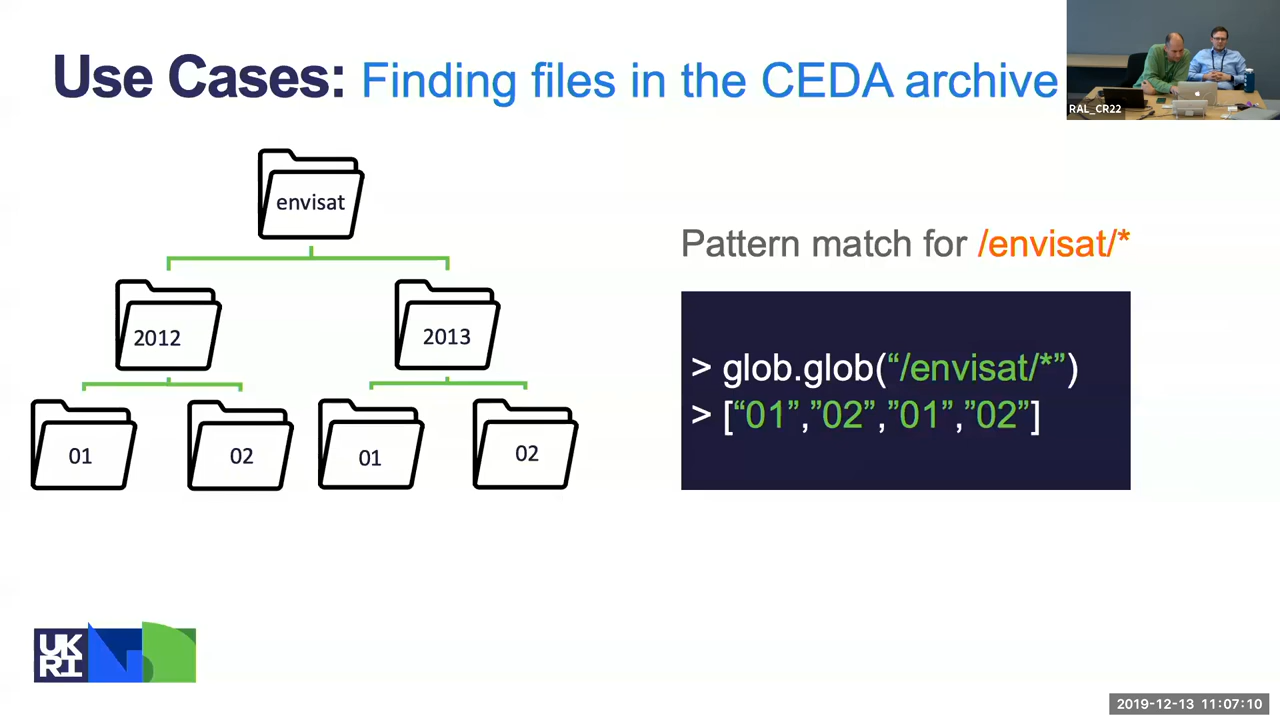 Use Cases: Finding files in the CEDA archive
RAL_CR22
envisat
2012
2013
01
02
01
02
Pattern match for /envisat/*
> glob.glob(“/envisat/*”)
> [“01”,”02”,”01”,”02”]
UK
RI
2019-12-13 11:07:10